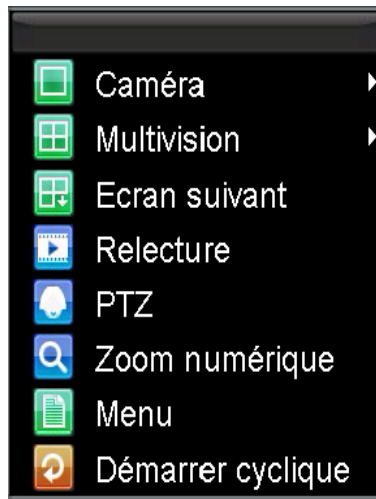 Caméra
Multivision
Ecran suivant
Relecture
PTZ
Zoom numérique
Menu
Démarrer cyclique